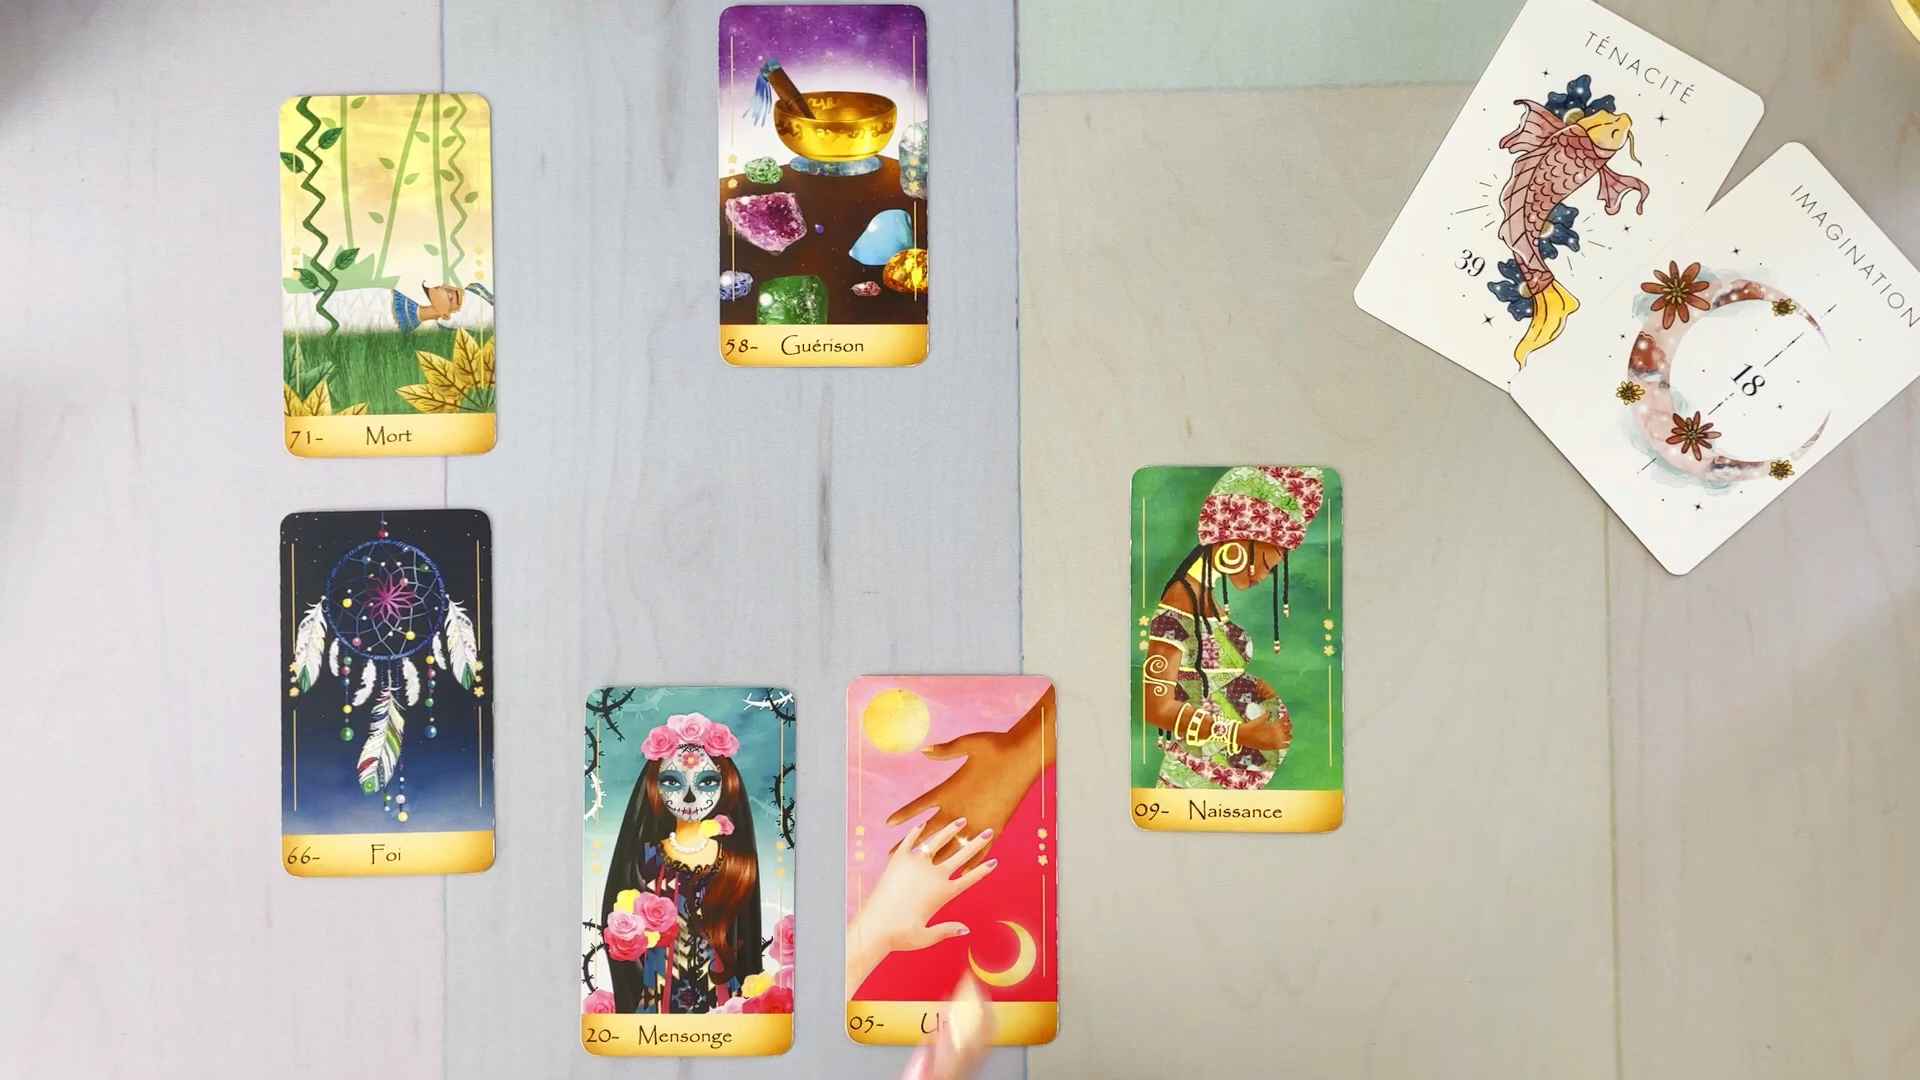 TÉNACITÉ
39
IMAGINATION
18
58- Guérison
71- Mort
66- Foi
09- Naissance
20- Mensonge
05-